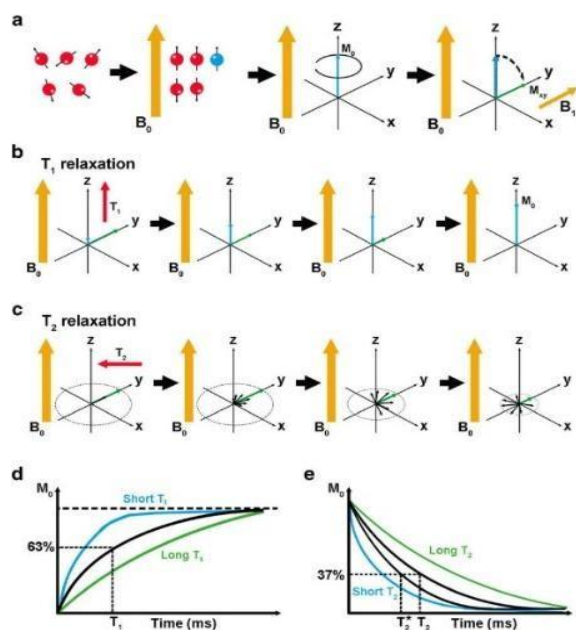 a
B₀
B₀
M₀
z
y
x
B₀
z
y
x
Mxy
B₁
b
T₁ relaxation
B₀
z
T₁
y
x
z
y
x
z
y
x
z
M₀
y
x
B₀
c
T₂ relaxation
B₀
z
T₂
y
x
B₀
z
y
x
B₀
z
y
x
B₀
z
y
x
B₀
d
M₀
Short T₁
63%
Long T₁
T₁
Time (ms)
e
M₀
Long T₂
37%
Short T₂
T₂* T₂
Time (ms)